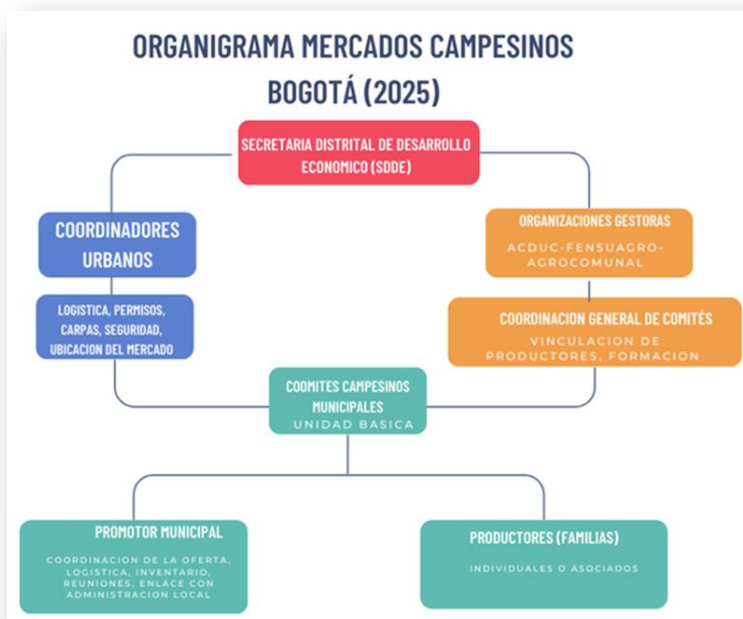 ORGANIGRAMA MERCADOS CAMPESINOS
BOGOTÁ (2025)
SECRETARIA DISTRITAL DE DESARROLLO
ECONOMICO (SDDE)
COORDINADORES
URBANOS
LOGISTICA, PERMISOS,
CARPAS, SEGURIDAD,
UBICACION DEL MERCADO
ORGANIZACIONES GESTORAS
ACDUC-FENSUAGRO-
AGROCOMUNAL
COORDINACION GENERAL DE COMITÉS
VINCULACION DE
PRODUCTORES, FORMACION
COOMITES CAMPESINOS
MUNICIPALES
UNIDAD BASICA
PROMOTOR MUNICIPAL
COORDINACION DE LA OFERTA,
LOGISTICA, INVENTARIO,
REUNIONES, ENLACE CON
ADMINISTRACION LOCAL
PRODUCTORES (FAMILIAS)
INDIVIDUALES O ASOCIADOS